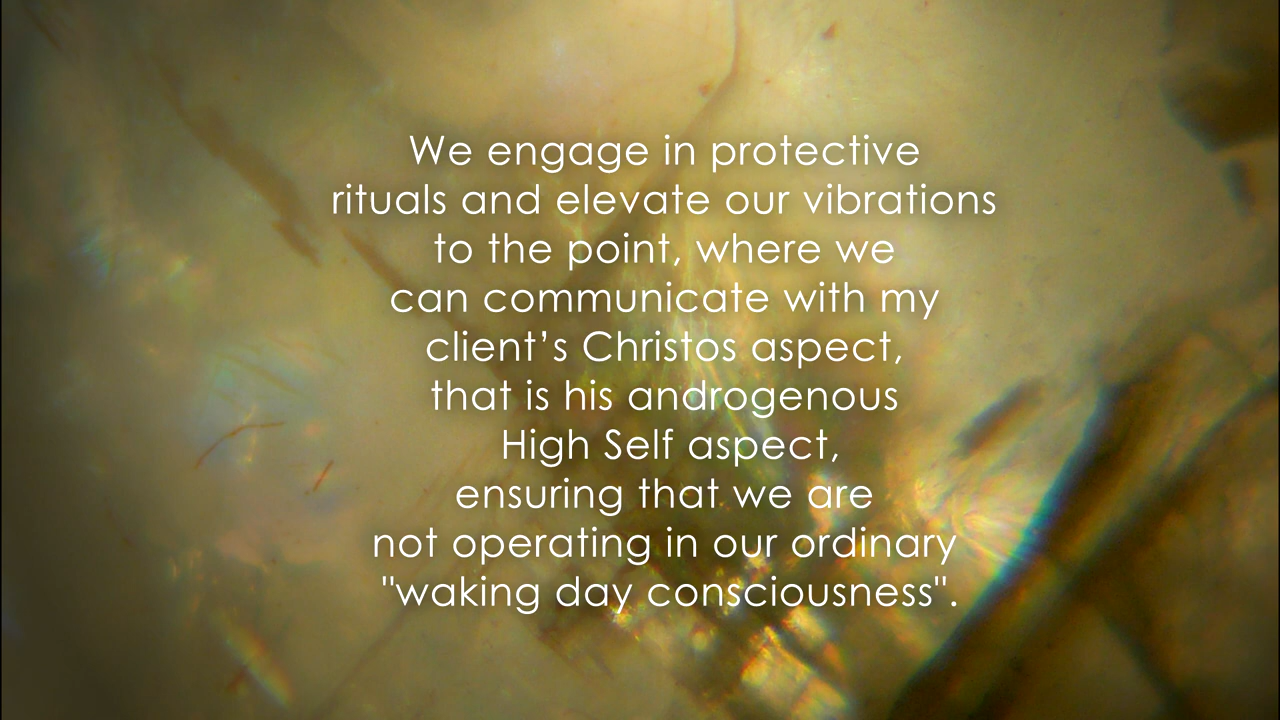 We engage in protective
rituals and elevate our vibrations
to the point, where we
can communicate with my
client’s Christos aspect,
that is his androgenous
High Self aspect,
ensuring that we are
not operating in our ordinary
"waking day consciousness".